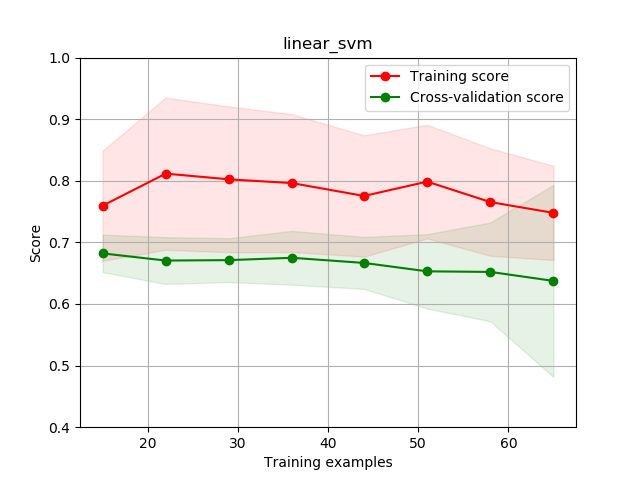 linear_svm
1.0
0.9
0.8
0.7
0.6
0.5
0.4
Score
Training score
Cross-validation score
20 30 40 50 60
Training examples